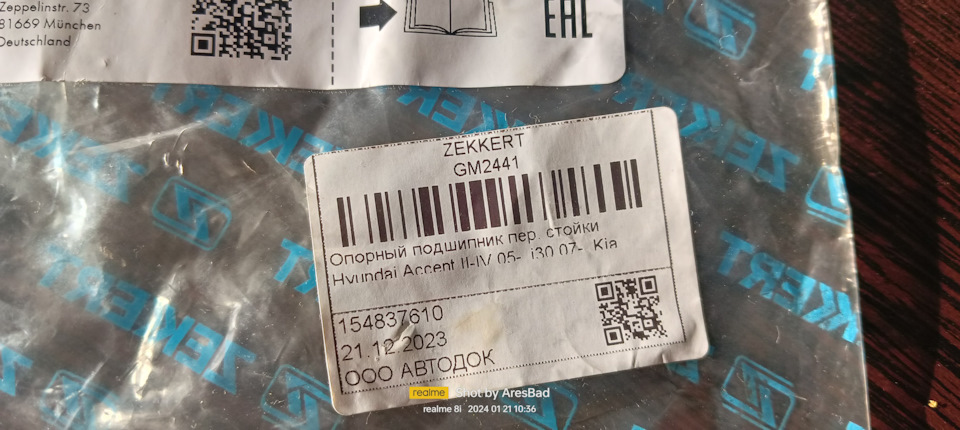 Zeppelinstr. 73
81669 München
Deutschland
EAC
ZEKKERT
GM2441
Опорный подшипник пер. стойки
Hyundai Accent II-IV 05-, i30 07-, Kia
154837610
21.12.2023
ООО АВТОДОК
ZEKKERT
realme Shot by AresBad
realme 8i 2024 01 21 10:36